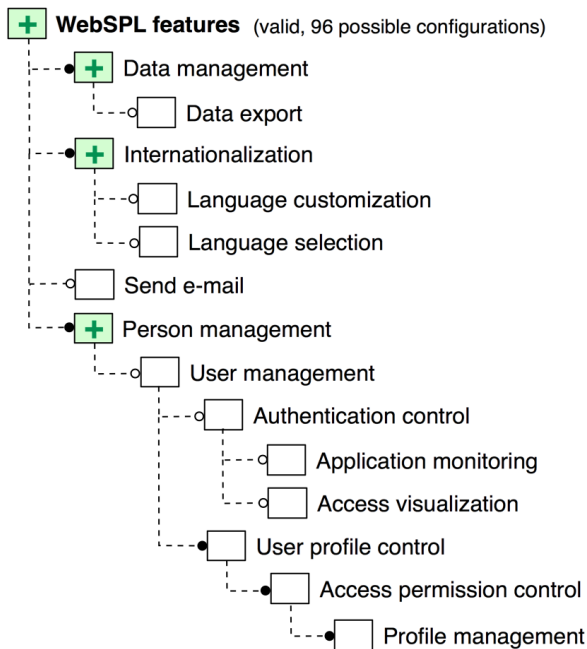 WebSPL features (valid, 96 possible configurations)
Data management
Data export
Internationalization
Language customization
Language selection
Send e-mail
Person management
User management
Authentication control
Application monitoring
Access visualization
User profile control
Access permission control
Profile management